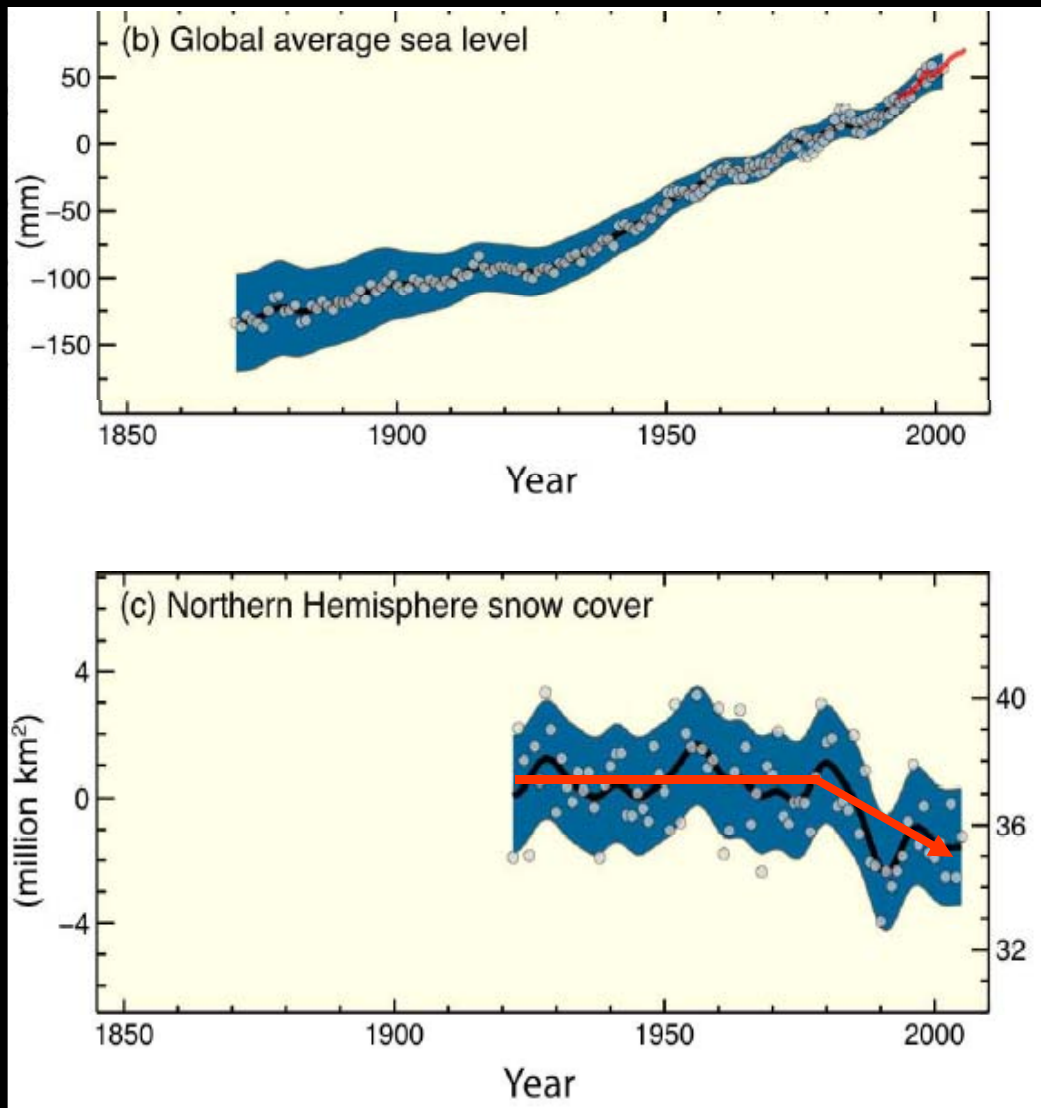 (b) Global average sea level
50
0
−50
−100
−150
(mm)
1850 1900 1950 2000
Year
(c) Northern Hemisphere snow cover
4
0
−4
(million km²)
40
36
32
1850 1900 1950 2000
Year